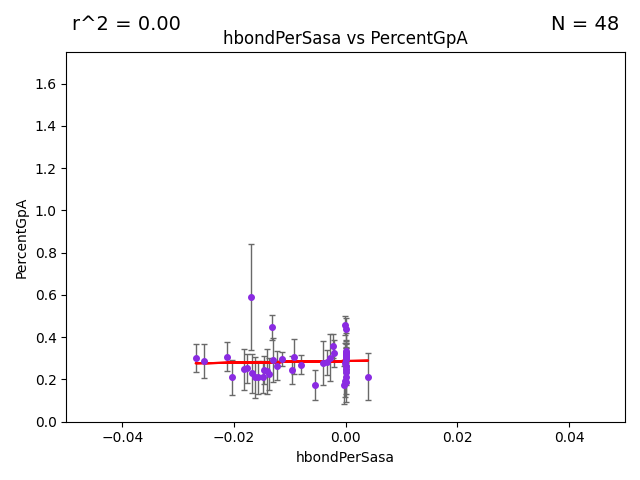 r^2 = 0.00
N = 48
hbondPerSasa vs PercentGpA
1.6
1.4
1.2
1.0
0.8
0.6
0.4
0.2
0.0
PercentGpA
−0.04
−0.02
0.00
0.02
0.04
hbondPerSasa